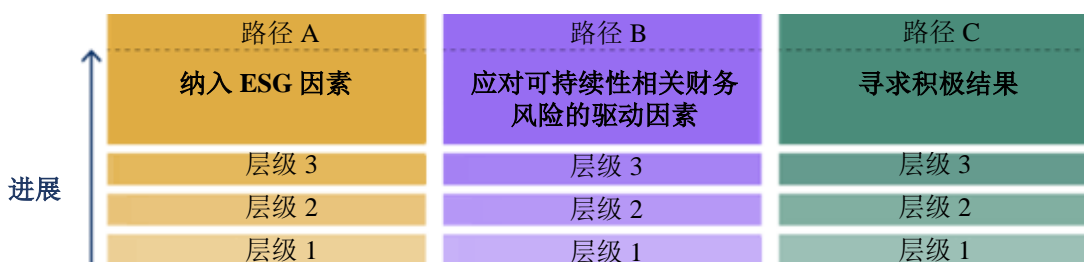 路径 A
路径 B
路径 C
纳入 ESG 因素
应对可持续性相关财务
风险的驱动因素
寻求积极结果
进展
层级 3
层级 3
层级 3
层级 2
层级 2
层级 2
层级 1
层级 1
层级 1